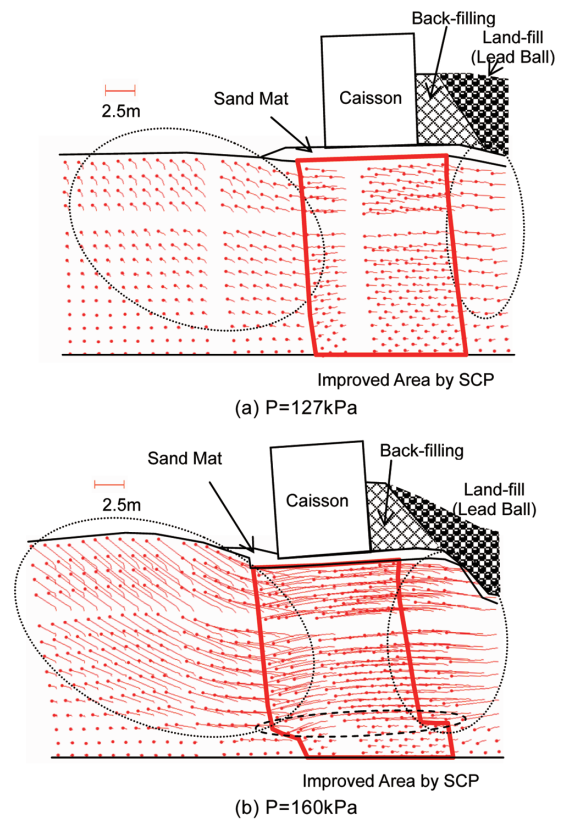 Back-filling
Land-fill
(Lead Ball)
2.5m
Sand Mat
Caisson
Improved Area by SCP
(a) P=127kPa
Sand Mat
Back-filling
2.5m
Caisson
Land-fill
(Lead Ball)
Improved Area by SCP
(b) P=160kPa